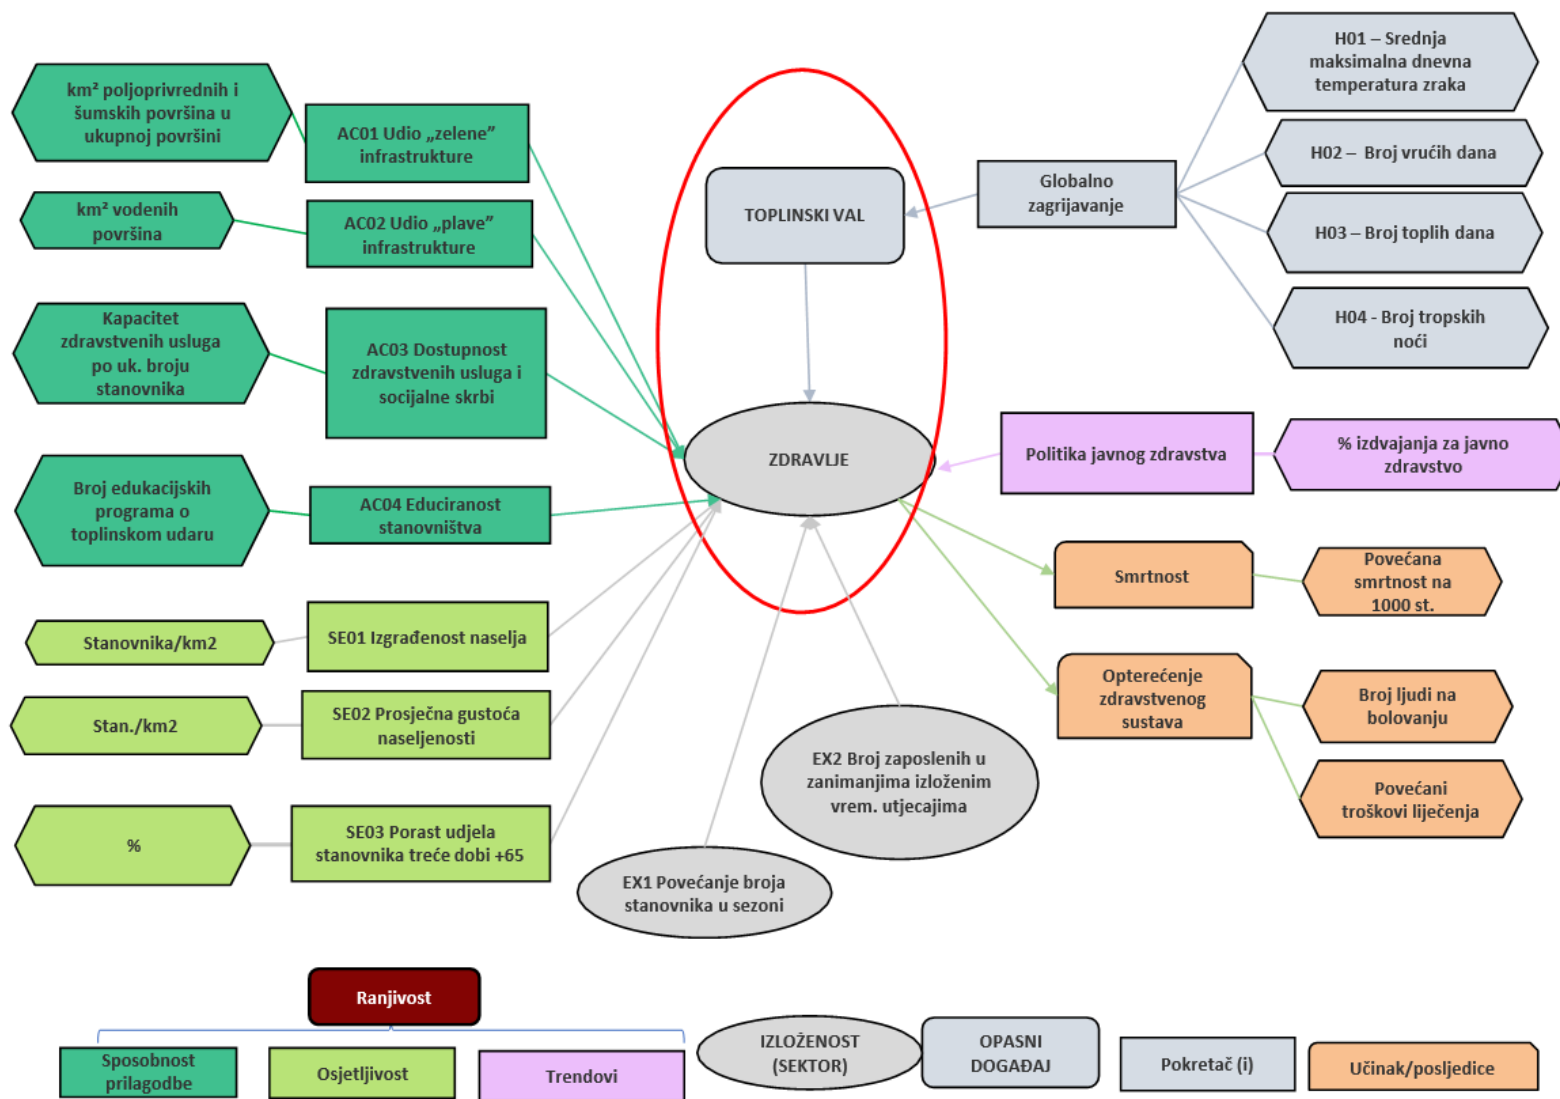 km² poljoprivrednih i
šumskih površina u
ukupnoj površini
AC01 Udio „zelene”
infrastrukture
km² vodenih
površina
AC02 Udio „plave”
infrastrukture
Kapacitet
zdravstvenih usluga
po uk. broju
stanovnika
AC03 Dostupnost
zdravstvenih usluga i
socijalne skrbi
Broj edukacijskih
programa o
toplinskom udaru
AC04 Educiranost
stanovništva
Stanovnika/km2
SE01 Izgrađenost naselja
Stan./km2
SE02 Prosječna gustoća
naseljenosti
%
SE03 Porast udjela
stanovnika treće dobi +65
TOPLINSKI VAL
ZDRAVLJE
EX2 Broj zaposlenih u
zanimanjima izloženim
vrem. utjecajima
EX1 Povećanje broja
stanovnika u sezoni
Globalno
zagrijavanje
H01 – Srednja
maksimalna dnevna
temperatura zraka
H02 – Broj vrućih dana
H03 – Broj toplih dana
H04 - Broj tropskih
noći
Politika javnog zdravstva
% izdvajanja za javno
zdravstvo
Smrtnost
Povećana
smrtnost na
1000 st.
Opterećenje
zdravstvenog
sustava
Broj ljudi na
bolovanju
Povećani
troškovi liječenja
Ranjivost
Sposobnost
prilagodbe
Osjetljivost
Trendovi
IZLOŽENOST
(SEKTOR)
OPASNI
DOGAĐAJ
Pokretač (i)
Učinak/posljedice